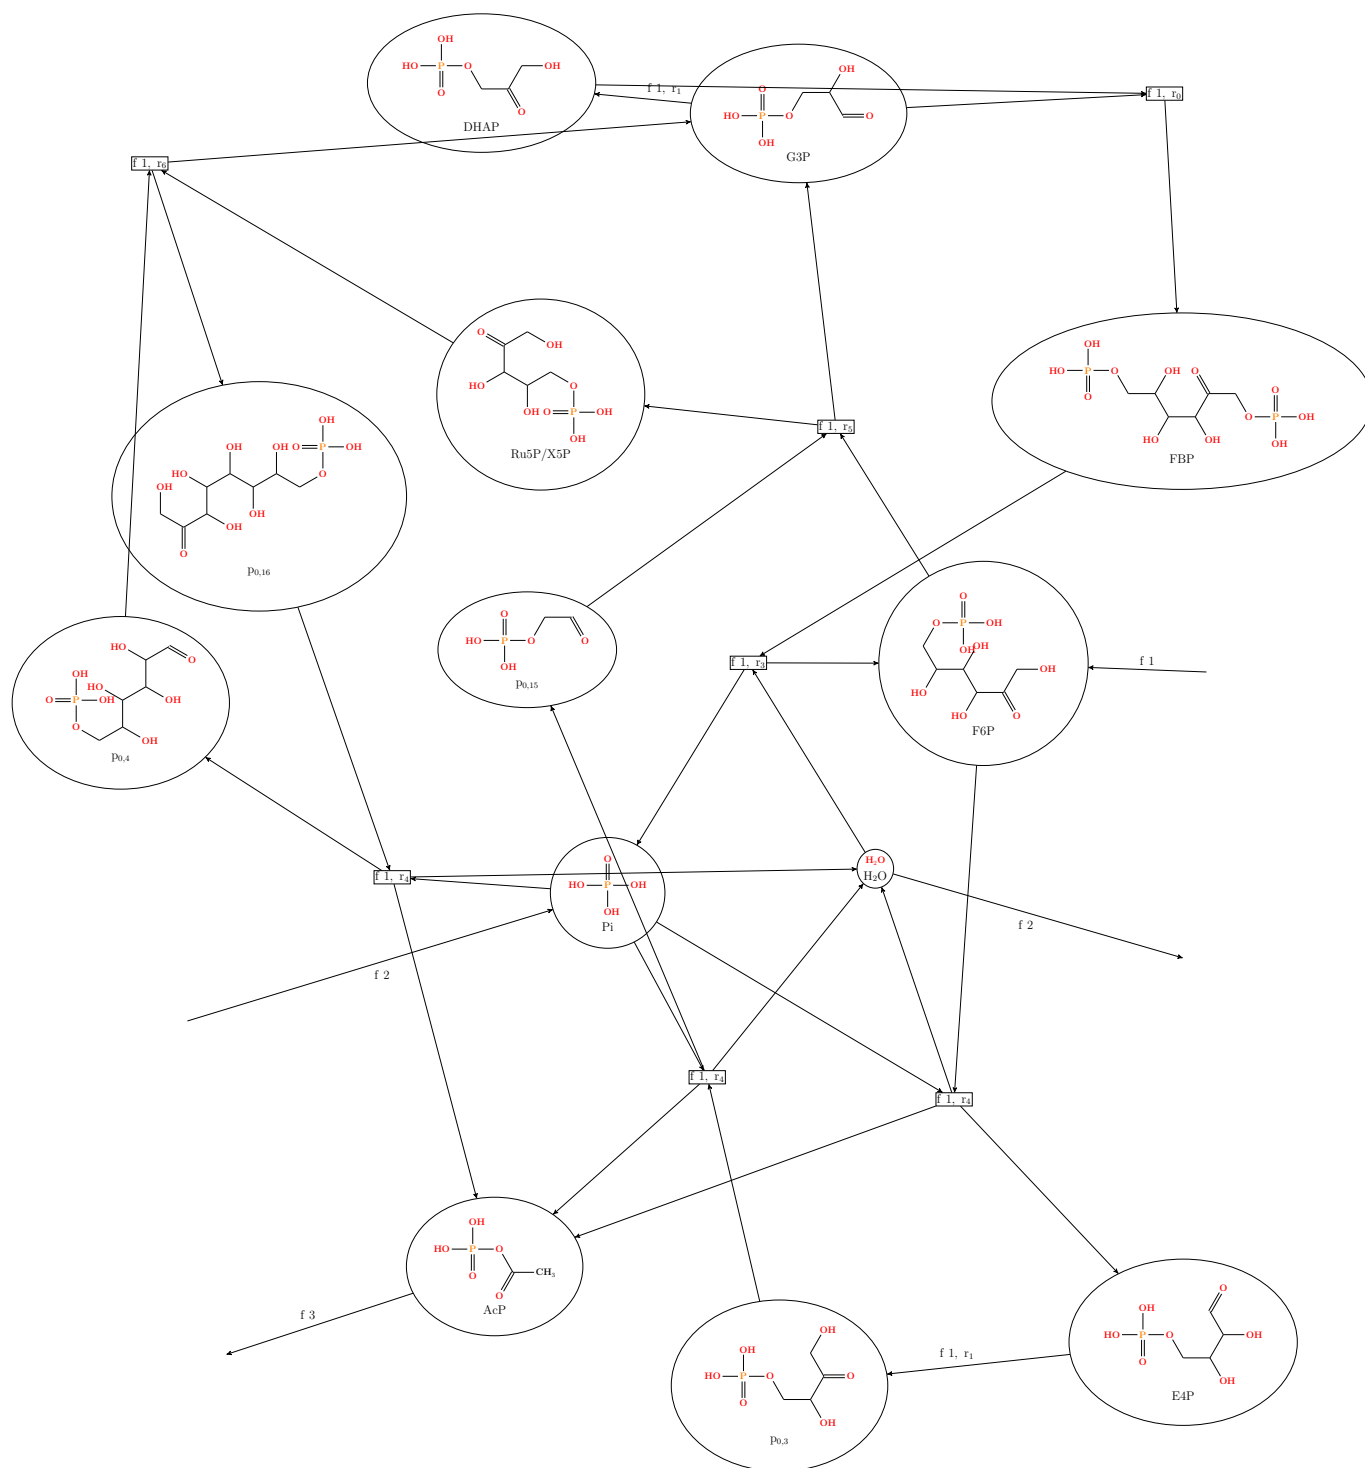 OH
HO P O OH
O O
DHAP
f 1, r₁
OH
O
HO P O O
OH
G3P
f 1, r₀
f 1, r₆
O OH
HO
OH O
O P OH
OH
Ru5P/X5P
f 1, r₅
OH
HO P O OH O
O O
HO OH O P OH
OH
FBP
OH
OH OH O P OH
HO O
OH HO
OH OH
O
p₀,₁₆
O
HO P O O
OH
p₀,₁₅
f 1, r₃
O
O P OH
OH
OH OH
HO
HO O
F6P
f 1
HO O
OH
HO
O P OH OH
O
OH
p₀,₄
f 1, r₄
O
HO P OH
OH
Pi
H₂O
H₂O
f 2
f 2
f 1, r₄
f 1, r₄
OH
HO P O
O CH₃
O
AcP
f 3
OH
OH
HO P O O
O
OH
p₀,₃
f 1, r₁
O
OH
HO P O OH
O
OH
E4P